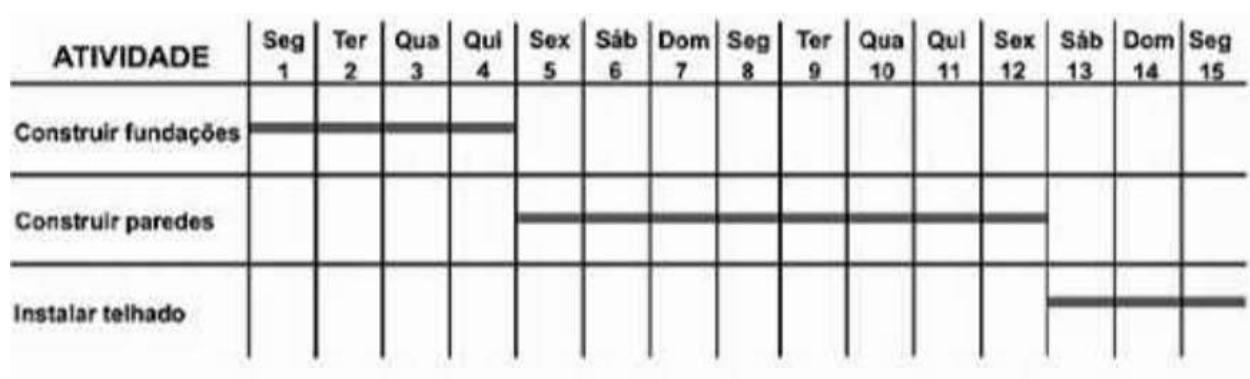 ATIVIDADE Seg Ter Qua Qui Sex Sáb Dom Seg Ter Qua Qui Sex Sáb Dom Seg
1 2 3 4 5 6 7 8 9 10 11 12 13 14 15
Construir fundações
Construir paredes
Instalar telhado